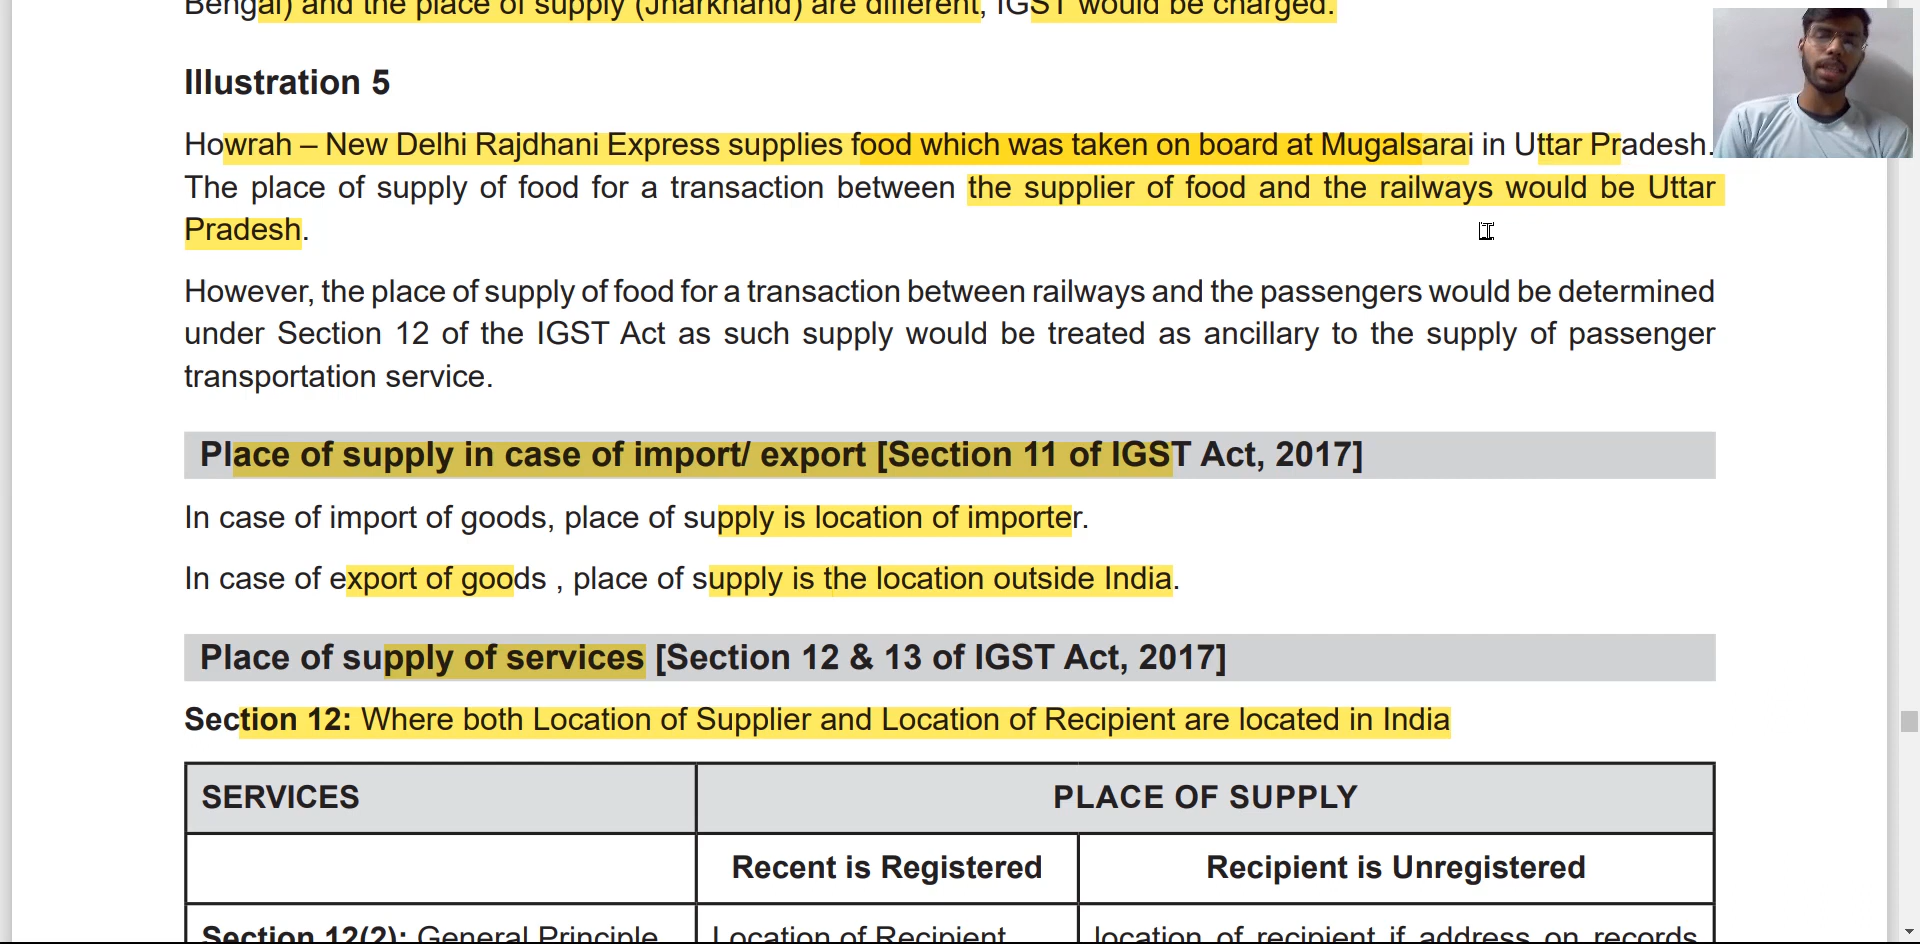 Bengal) and the place of supply (Jharkhand) are different, IGST would be charged.
Illustration 5
Howrah – New Delhi Rajdhani Express supplies food which was taken on board at Mugalsarai in Uttar Pradesh.
The place of supply of food for a transaction between the supplier of food and the railways would be Uttar
Pradesh.
However, the place of supply of food for a transaction between railways and the passengers would be determined
under Section 12 of the IGST Act as such supply would be treated as ancillary to the supply of passenger
transportation service.
Place of supply in case of import/ export [Section 11 of IGST Act, 2017]
In case of import of goods, place of supply is location of importer.
In case of export of goods , place of supply is the location outside India.
Place of supply of services [Section 12 & 13 of IGST Act, 2017]
Section 12: Where both Location of Supplier and Location of Recipient are located in India
SERVICES PLACE OF SUPPLY
Recent is Registered Recipient is Unregistered
Section 12(2): General Principle Location of Recipient location of recipient if address on records